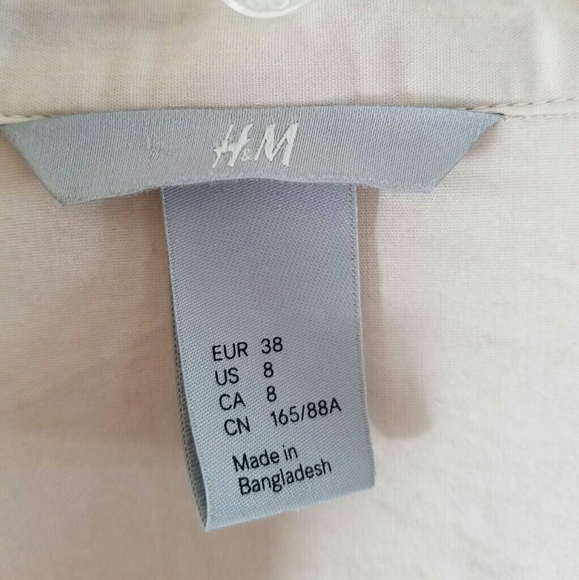 H&M
EUR 38
US 8
CA 8
CN 165/88A
Made in
Bangladesh